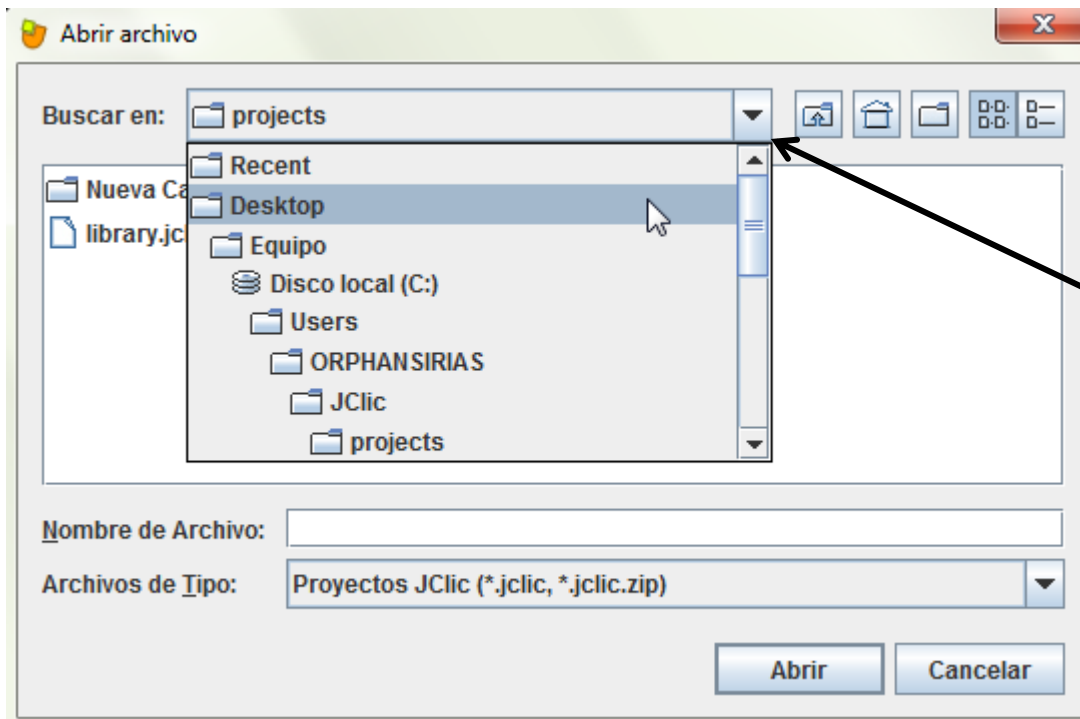 Abrir archivo
Buscar en: projects
Recent
Nueva Ca
Desktop
library.jcl
Equipo
Disco local (C:)
Users
ORPHANSIRIAS
JClic
projects
Nombre de Archivo:
Archivos de Tipo: Proyectos JClic (*.jclic, *.jclic.zip)
Abrir Cancelar